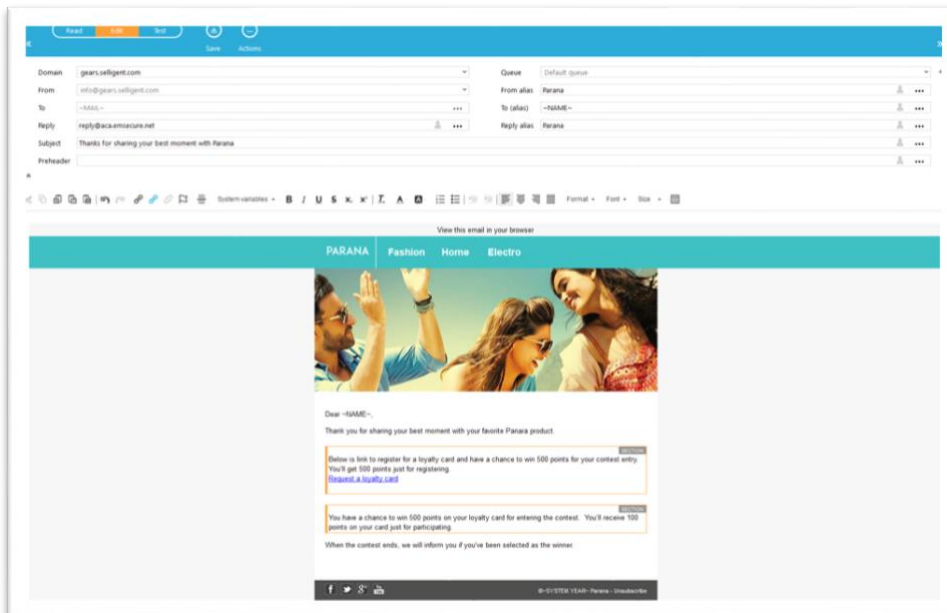 Read Edit Test
Save Actions
Domain gears.selligent.com Queue Default queue
From info@gears.selligent.com From alias Parana
To ~MAIL~ To (alias) ~NAME~
Reply reply@aca.emsecure.net Reply alias Parana
Subject Thanks for sharing your best moment with Parana
Preheader
System variables B I U S Format Font Size
View this email in your browser
PARANA Fashion Home Electro
Dear ~NAME~,
Thank you for sharing your best moment with your favorite Panara product.
SECTION
Below is link to register for a loyalty card and have a chance to win 500 points for your contest entry.
You'll get 500 points just for registering.
Request a loyalty card
SECTION
You have a chance to win 500 points on your loyalty card for entering the contest. You'll receive 100
points on your card just for participating.
When the contest ends, we will inform you if you've been selected as the winner.
©~SYSTEM.YEAR~ Parana - Unsubscribe